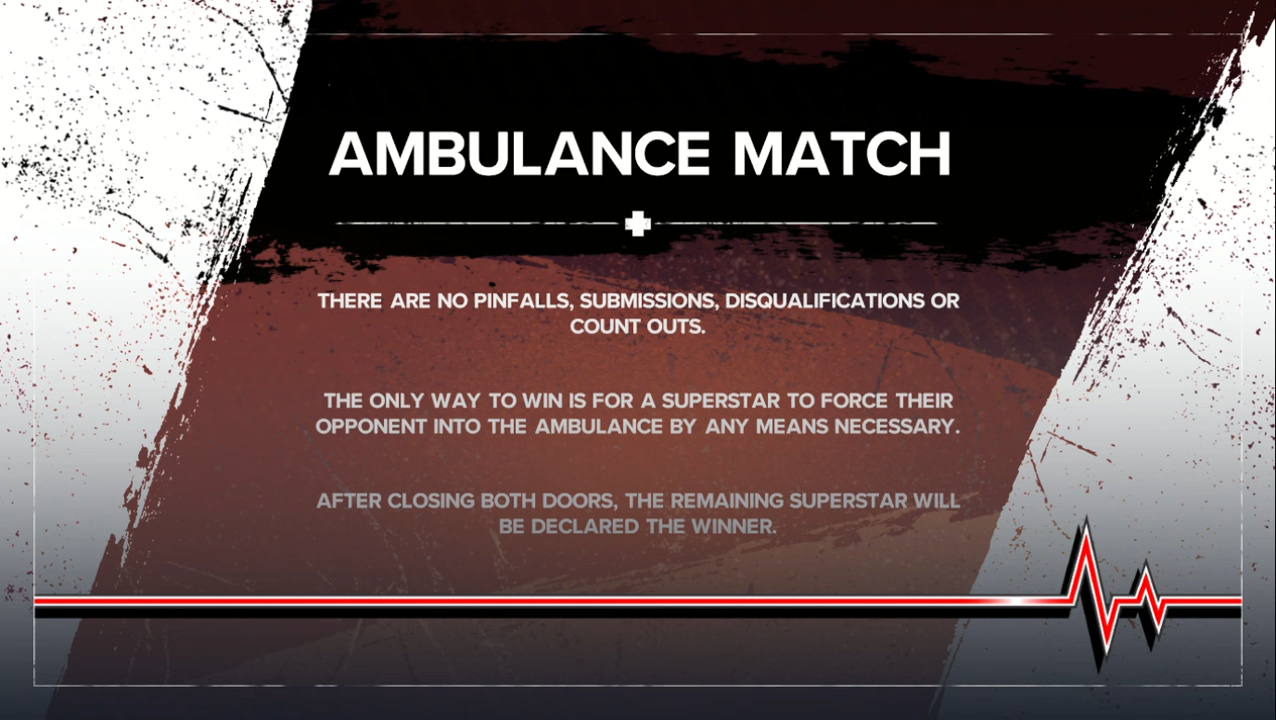 AMBULANCE MATCH
THERE ARE NO PINFALLS, SUBMISSIONS, DISQUALIFICATIONS OR
COUNT OUTS.
THE ONLY WAY TO WIN IS FOR A SUPERSTAR TO FORCE THEIR
OPPONENT INTO THE AMBULANCE BY ANY MEANS NECESSARY.
AFTER CLOSING BOTH DOORS, THE REMAINING SUPERSTAR WILL
BE DECLARED THE WINNER.